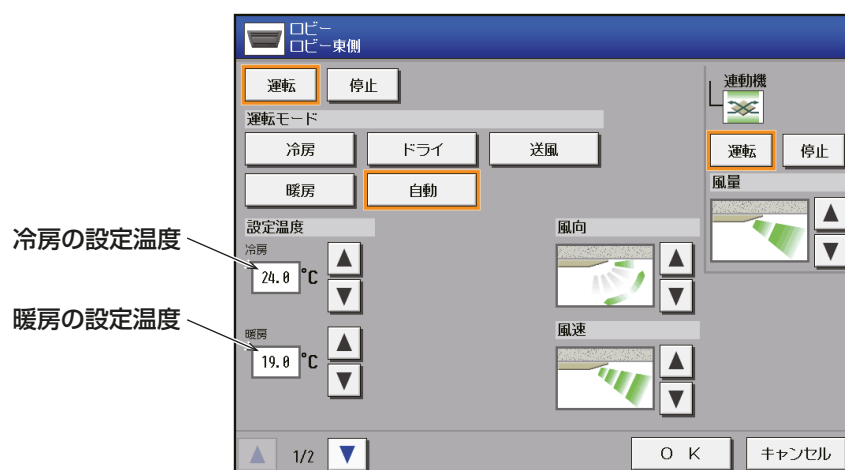 ロビー
ロビー東側
運転
停止
運転モード
冷房
ドライ
送風
暖房
自動
連動機
運転
停止
風量
設定温度
冷房
24.0 °C
暖房
19.0 °C
風向
風速
冷房の設定温度
暖房の設定温度
1/2
OK
キャンセル